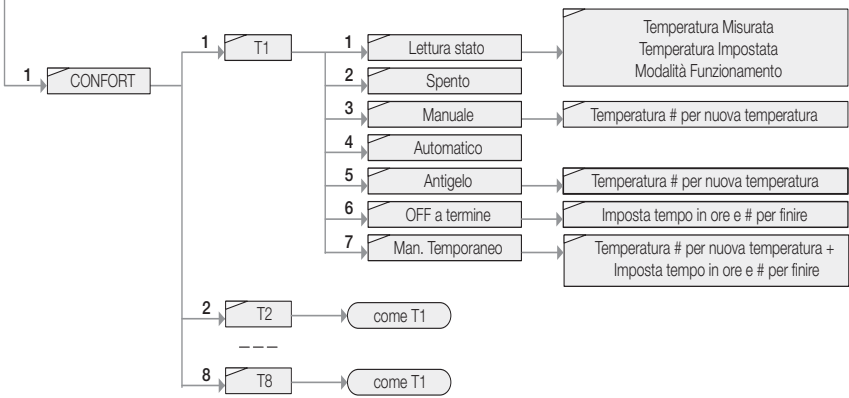 1 CONFORT
1 T1
1 Lettura stato
Temperatura Misurata
Temperatura Impostata
Modalità Funzionamento
2 Spento
3 Manuale
Temperatura # per nuova temperatura
4 Automatico
5 Antigelo
Temperatura # per nuova temperatura
6 OFF a termine
Imposta tempo in ore e # per finire
7 Man. Temporaneo
Temperatura # per nuova temperatura +
Imposta tempo in ore e # per finire
2 T2
come T1
---
8 T8
come T1